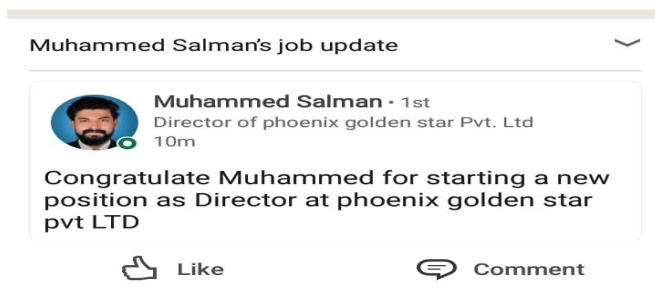 Muhammed Salman's job update
Muhammed Salman · 1st
Director of phoenix golden star Pvt. Ltd
10m
Congratulate Muhammed for starting a new
position as Director at phoenix golden star
pvt LTD
Like
Comment